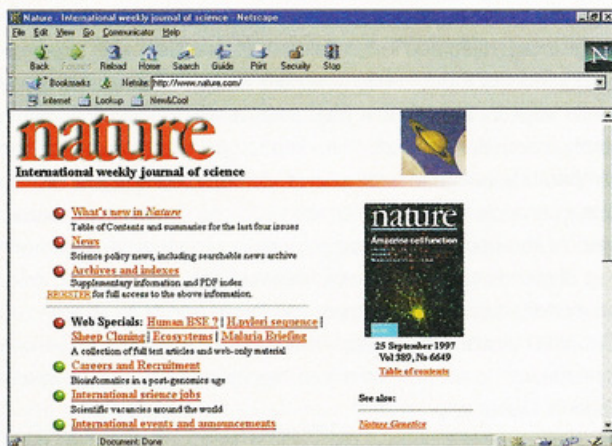 Nature - International weekly journal of science - Netscape
File Edit View Go Communicator Help
Back Forward Reload Home Search Guide Print Security Stop
Bookmarks Netsite: http://www.nature.com/
Internet Lookup New&Cool
N
nature
International weekly journal of science
What's new in Nature
Table of Contents and summaries for the last four issues
News
Science policy news, including searchable news archive
Archives and indexes
Supplementary information and PDF index
REGISTER for full access to the above information.
Web Specials: Human BSE ? | H.pylori sequence |
Sheep Cloning | Ecosystems | Malaria Briefing
A collection of full text articles and web-only material
Careers and Recruitment
Bioinformatics in a post-genomics age
International science jobs
Scientific vacancies around the world
International events and announcements
nature
25 September 1997
Vol 389, No 6649
Table of contents
See also:
Nature Genetics
Document: Done